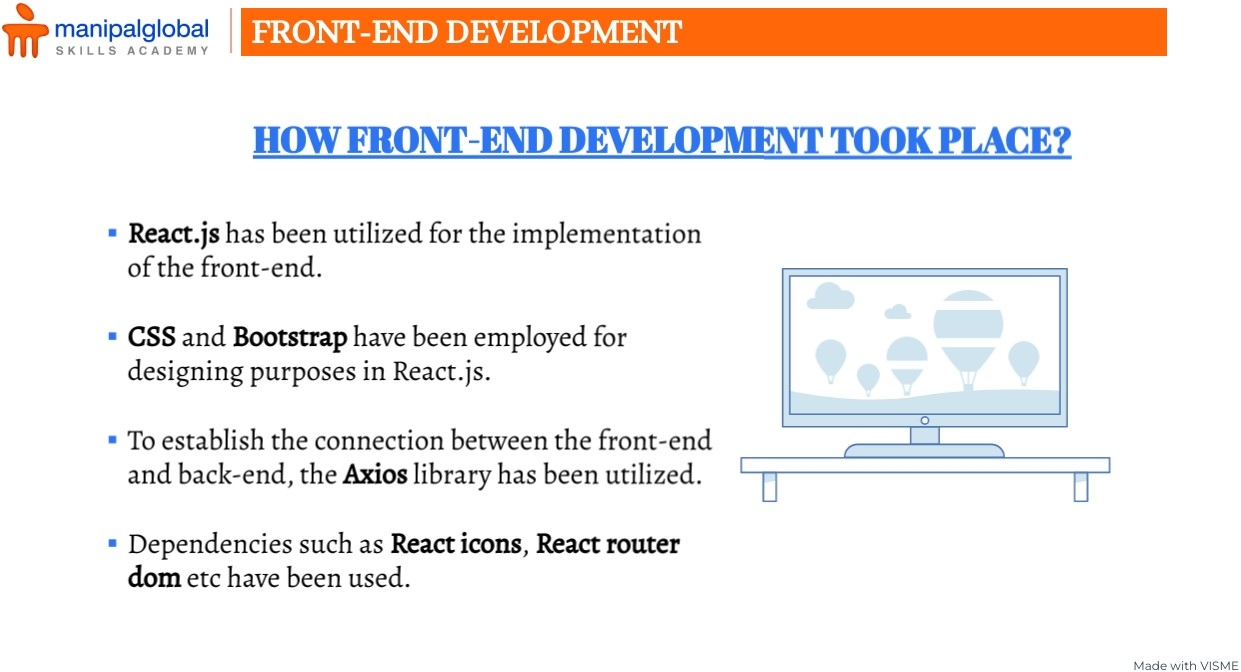 manipalglobal
SKILLS ACADEMY
FRONT-END DEVELOPMENT
HOW FRONT-END DEVELOPMENT TOOK PLACE?
▪ React.js has been utilized for the implementation
of the front-end.
▪ CSS and Bootstrap have been employed for
designing purposes in React.js.
▪ To establish the connection between the front-end
and back-end, the Axios library has been utilized.
▪ Dependencies such as React icons, React router
dom etc have been used.
Made with VISME